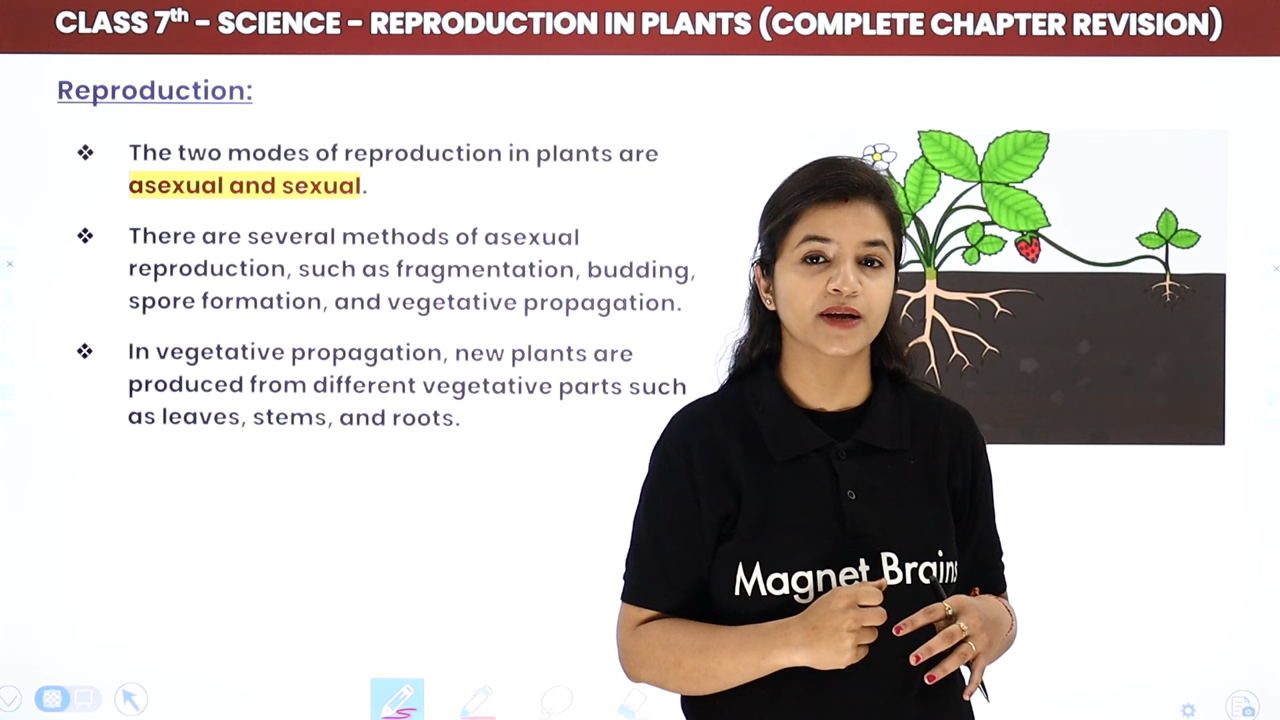 CLASS 7th – SCIENCE – REPRODUCTION IN PLANTS (COMPLETE CHAPTER REVISION)
Reproduction:
❖ The two modes of reproduction in plants are
asexual and sexual.
❖ There are several methods of asexual
reproduction, such as fragmentation, budding,
spore formation, and vegetative propagation.
❖ In vegetative propagation, new plants are
produced from different vegetative parts such
as leaves, stems, and roots.
Magnet Brains